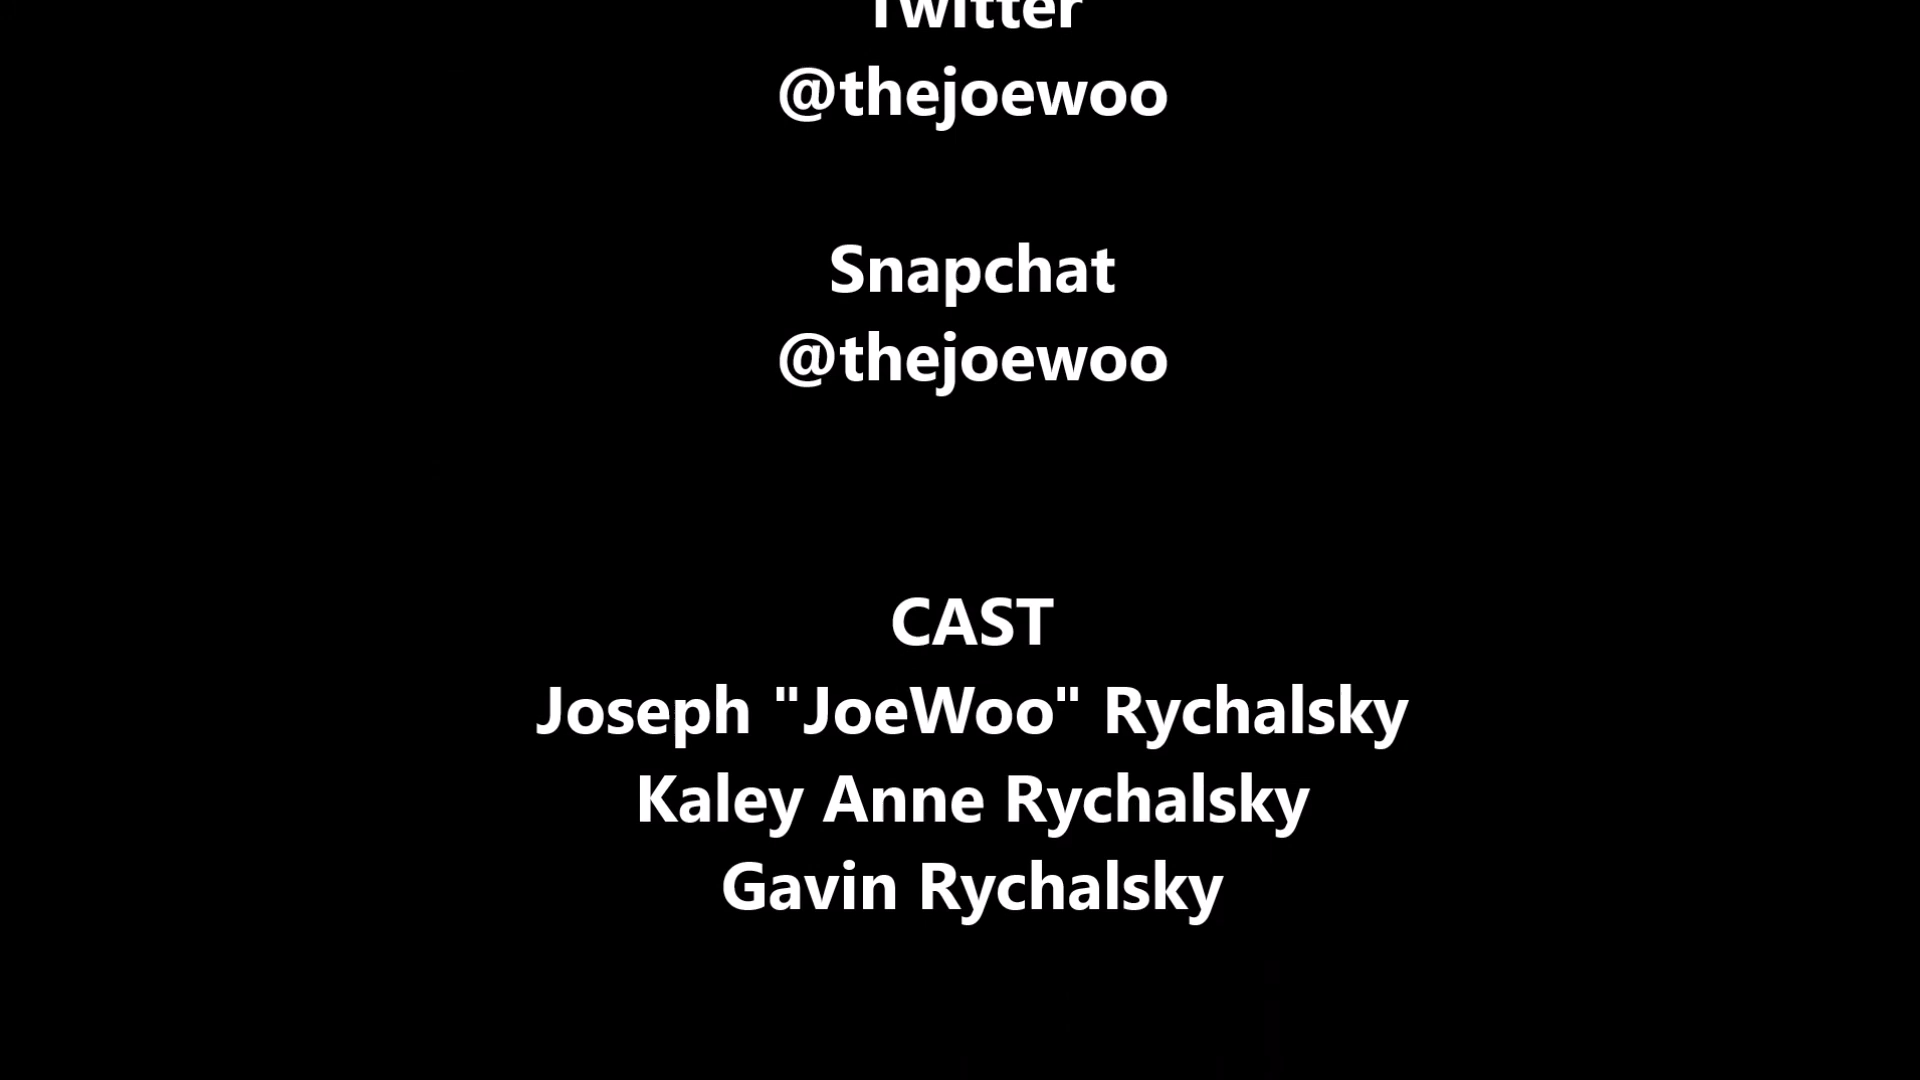 Twitter
@thejoewoo
Snapchat
@thejoewoo
CAST
Joseph "JoeWoo" Rychalsky
Kaley Anne Rychalsky
Gavin Rychalsky